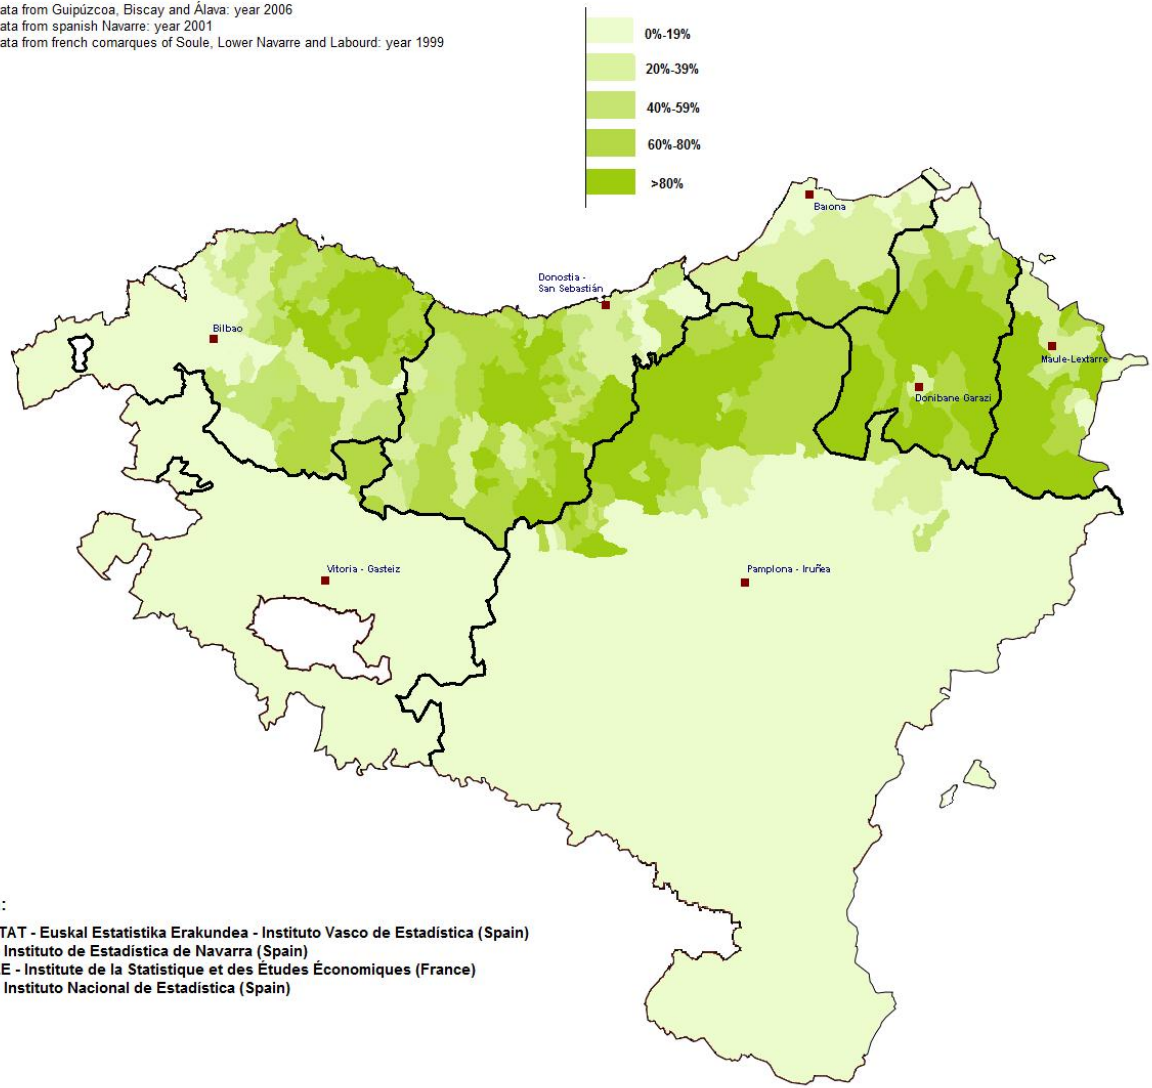 ata from Guipúzcoa, Biscay and Álava: year 2006
ata from spanish Navarre: year 2001
ata from french comarques of Soule, Lower Navarre and Labourd: year 1999
0%-19%
20%-39%
40%-59%
60%-80%
>80%
Baiona
Donostia -
San Sebastián
Bilbao
Maule-Lextarre
Donibane Garazi
Vitoria - Gasteiz
Pamplona - Iruñea
:
TAT - Euskal Estatistika Erakundea - Instituto Vasco de Estadística (Spain)
Instituto de Estadística de Navarra (Spain)
E - Institute de la Statistique et des Études Économiques (France)
Instituto Nacional de Estadística (Spain)